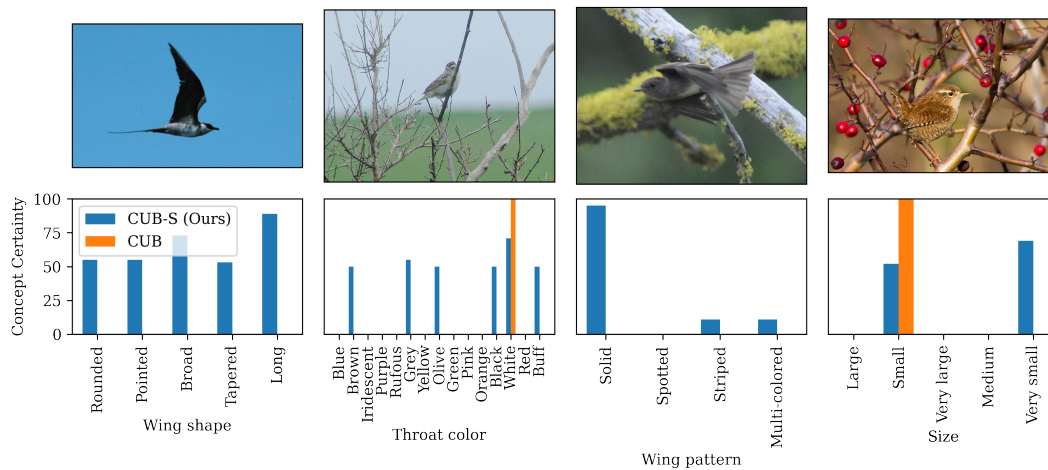 Concept Certainty
100
75
50
25
0
CUB-S (Ours)
CUB
Rounded
Pointed
Broad
Tapered
Long
Wing shape
Blue
Brown
Iridescent
Purple
Rufous
Grey
Yellow
Olive
Green
Pink
Orange
Black
White
Red
Buff
Throat color
Solid
Spotted
Striped
Multi-colored
Wing pattern
Large
Small
Very large
Medium
Very small
Size